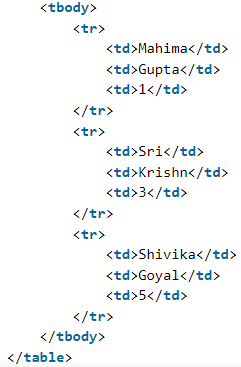 <tbody>
<tr>
<td>Mahima</td>
<td>Gupta</td>
<td>1</td>
</tr>
<tr>
<td>Sri</td>
<td>Krishn</td>
<td>3</td>
</tr>
<tr>
<td>Shivika</td>
<td>Goyal</td>
<td>5</td>
</tr>
</tbody>
</table>